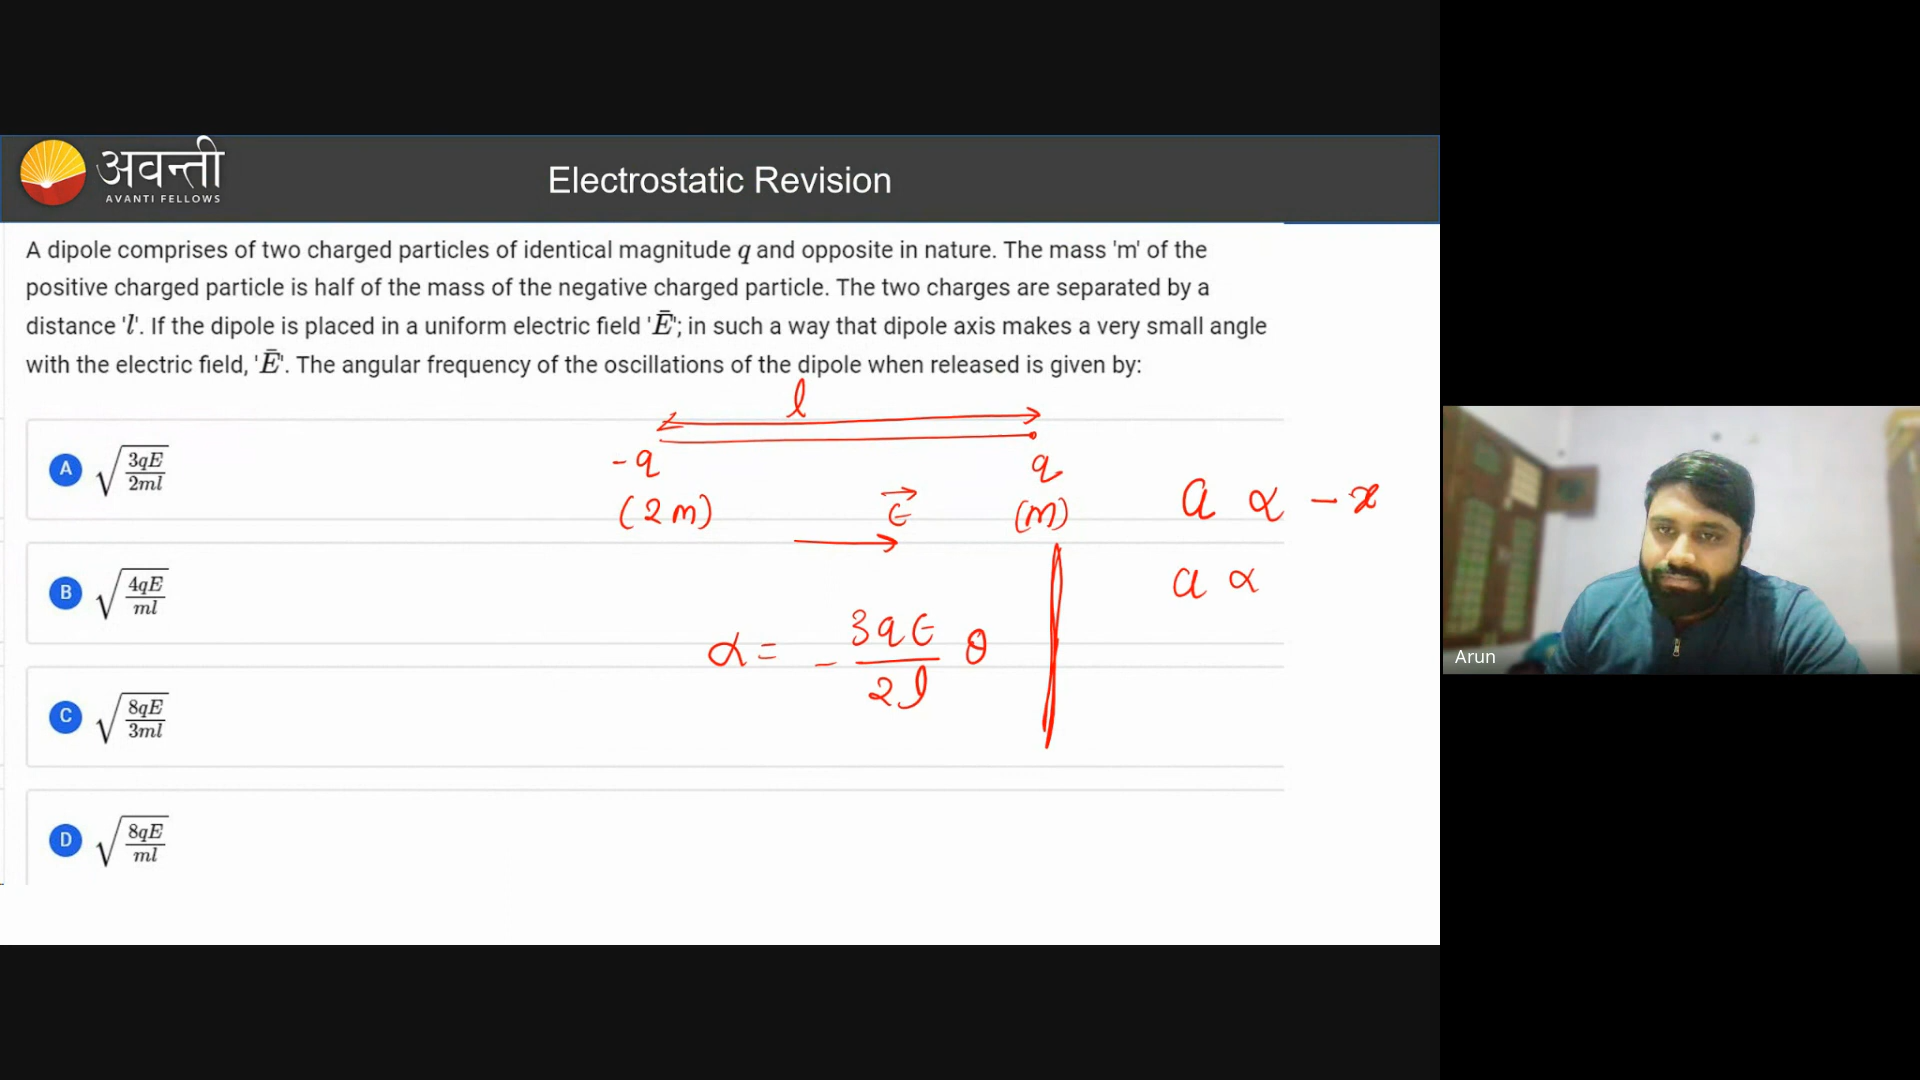 अवन्ती
AVANTI FELLOWS
Electrostatic Revision
A dipole comprises of two charged particles of identical magnitude q and opposite in nature. The mass 'm' of the
positive charged particle is half of the mass of the negative charged particle. The two charges are separated by a
distance 'l'. If the dipole is placed in a uniform electric field 'Ē'; in such a way that dipole axis makes a very small angle
with the electric field, 'Ē'. The angular frequency of the oscillations of the dipole when released is given by:
l
-q q
(2m) E⃗ (m)
a ∝ -x
a ∝
α = - 3qE/2l θ
A √(3qE/2ml)
B √(4qE/ml)
C √(8qE/3ml)
D √(8qE/ml)
Arun